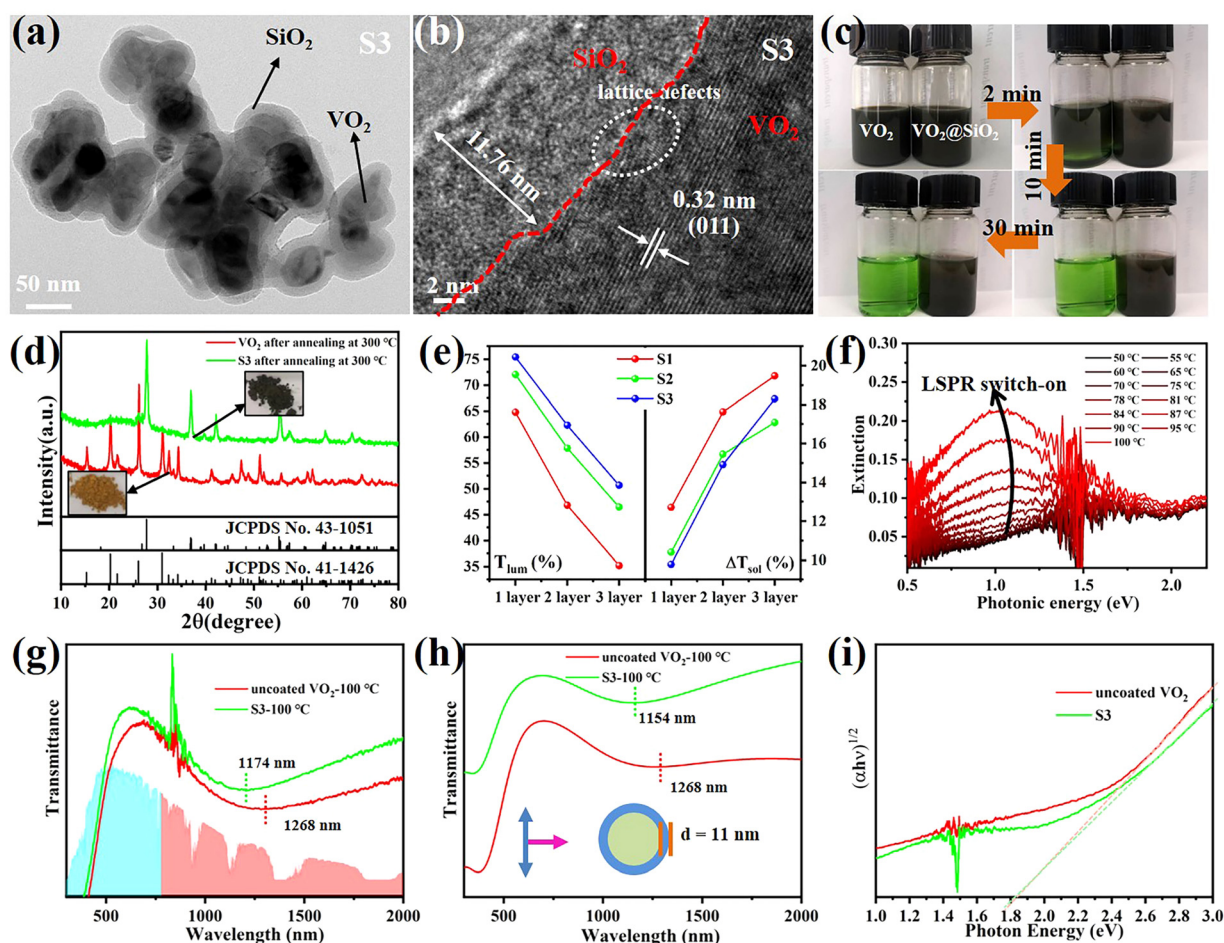 (a)
S3
SiO2
VO2
50 nm
(b)
S3
SiO2
lattice defects
VO2
11.76 nm
0.32 nm
(011)
2 nm
(c)
VO2
VO2@SiO2
2 min
10 min
30 min
(d)
VO2 after annealing at 300 °C
S3 after annealing at 300 °C
Intensity(a.u.)
JCPDS No. 43-1051
JCPDS No. 41-1426
10 20 30 40 50 60 70 80
2θ(degree)
(e)
S1
S2
S3
75
70
65
60
55
50
45
40
35
20
18
16
14
12
10
Tlum (%)
ΔTsol (%)
1 layer 2 layer 3 layer 1 layer 2 layer 3 layer
(f)
LSPR switch-on
50 °C 55 °C
60 °C 65 °C
70 °C 75 °C
78 °C 81 °C
84 °C 87 °C
90 °C 95 °C
100 °C
Extinction
0.30
0.25
0.20
0.15
0.10
0.05
0.5 1.0 1.5 2.0
Photonic energy (eV)
(g)
uncoated VO2-100 °C
S3-100 °C
1174 nm
1268 nm
Transmittance
500 1000 1500 2000
Wavelength (nm)
(h)
uncoated VO2-100 °C
S3-100 °C
1154 nm
1268 nm
d = 11 nm
Transmittance
500 1000 1500 2000
Wavelength (nm)
(i)
uncoated VO2
S3
(αhν)1/2
1.0 1.2 1.4 1.6 1.8 2.0 2.2 2.4 2.6 2.8 3.0
Photon Energy (eV)